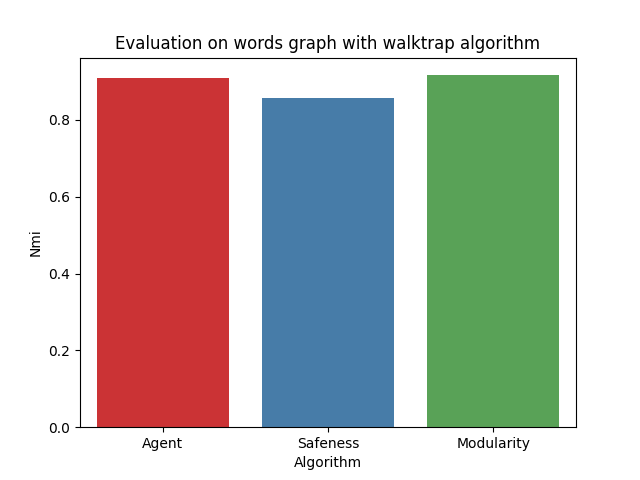 Evaluation on words graph with walktrap algorithm
Nmi
0.8
0.6
0.4
0.2
0.0
Agent
Safeness
Modularity
Algorithm